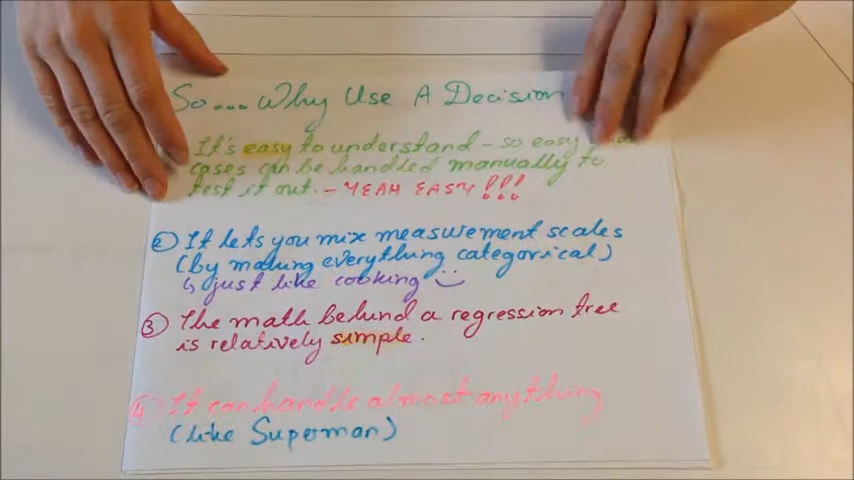 So... Why Use A Decision
It's easy to understand - so easy
cases can be handled manually to
test it out. - YEAH EASY!!!
② It lets you mix measurement scales
(by making everything categorical)
↳ just like cooking
③ The math behind a regression tree
is relatively simple.
④ It can handle almost anything
(like Superman)